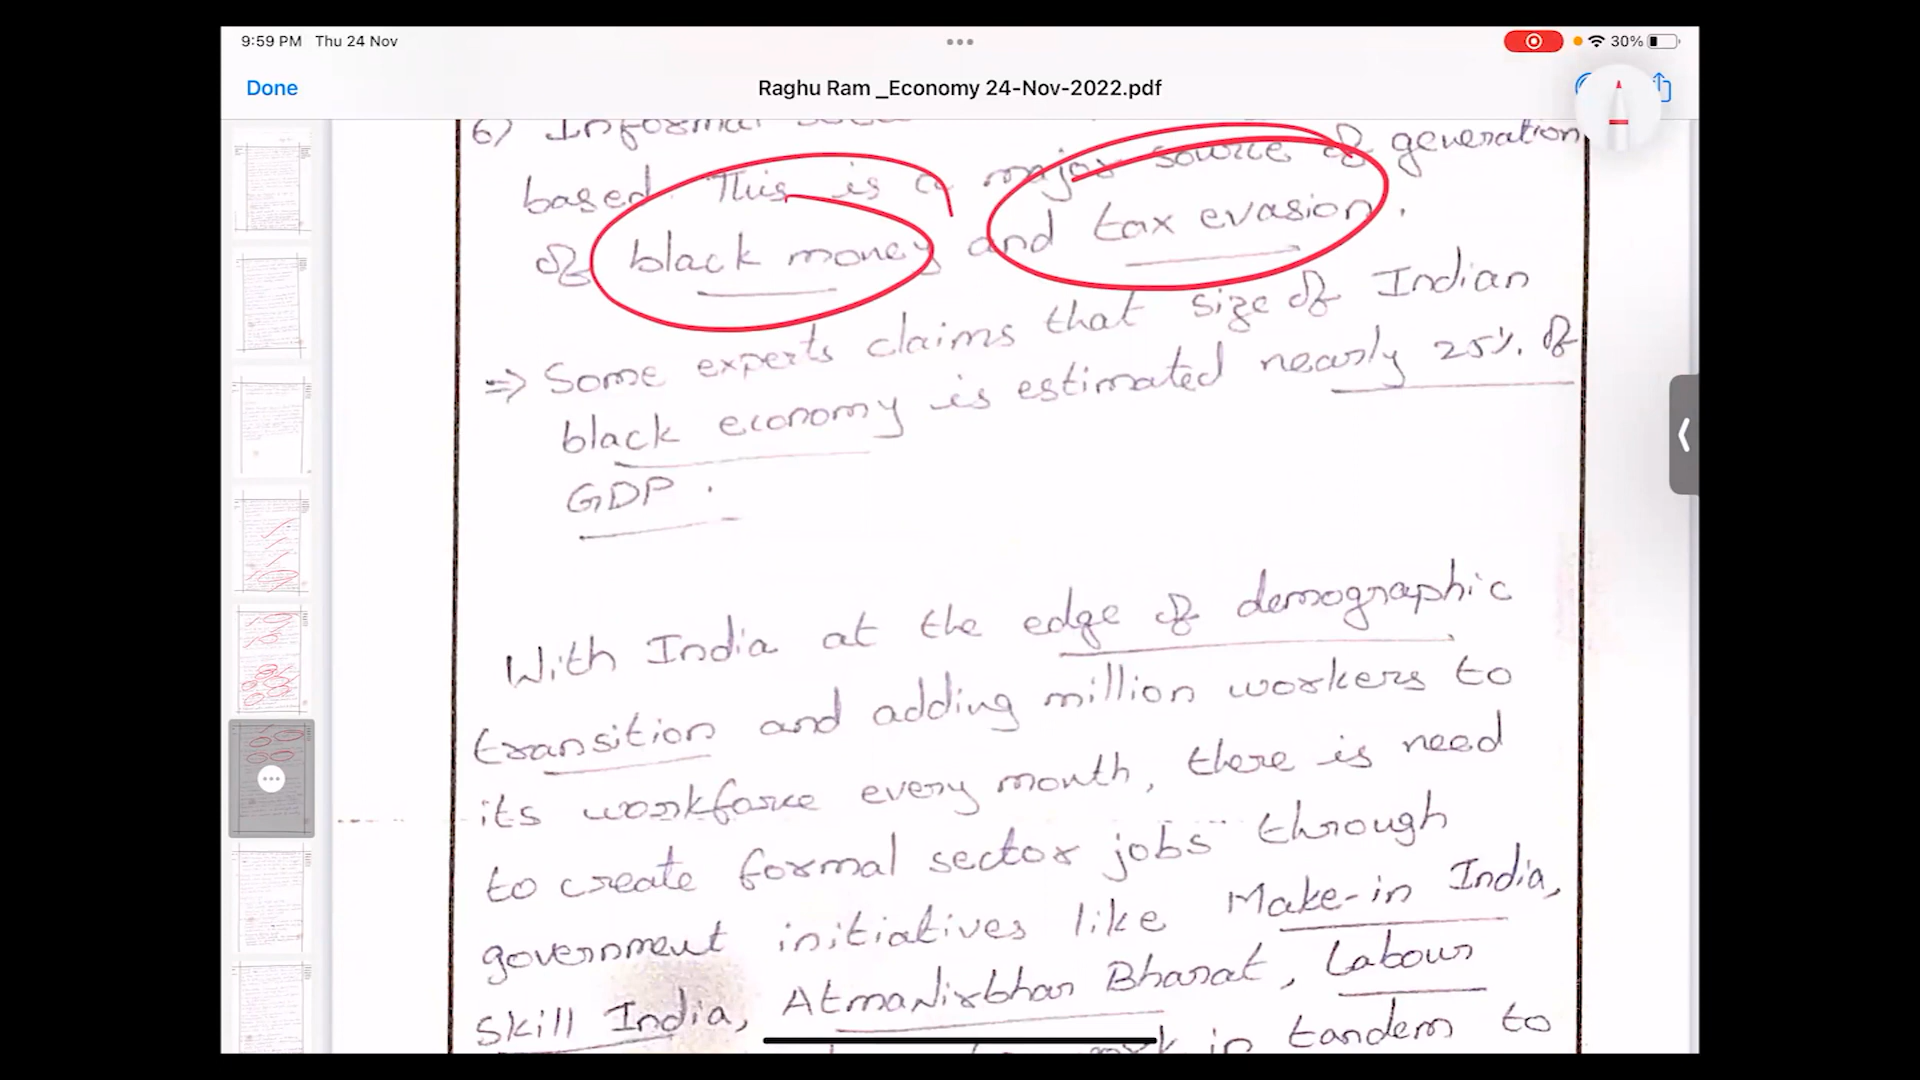 9:59 PM Thu 24 Nov
30%
Done
Raghu Ram _Economy 24-Nov-2022.pdf
6) Informal of generation
based. This is a major source
of black money and tax evasion.
=> Some experts claims that size of Indian
black economy is estimated nearly 25%. of
GDP.
With India at the edge of demographic
transition and adding million workers to
its workforce every month, there is need
to create formal sector jobs through
government initiatives like Make-in India,
Skill India, AtmaNirbhar Bharat, Labour
in tandem to